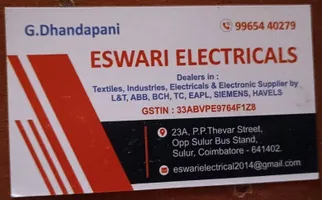 G.Dhandapani
99654 40279
ESWARI ELECTRICALS
Dealers in :
Textiles, Industries, Electricals & Electronic Supplier by
L&T, ABB, BCH, TC, EAPL, SIEMENS, HAVELS
GSTIN : 33ABVPE9764F1Z8
23A, P.P.Thevar Street,
Opp Sulur Bus Stand,
Sulur, Coimbatore - 641402.
eswarielectrical2014@gmail.com